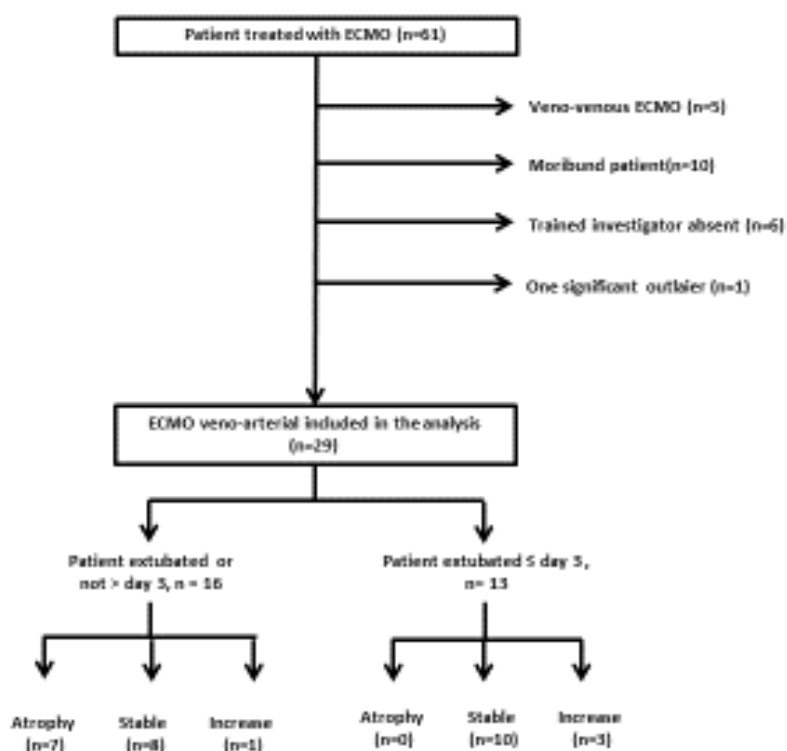 Patient treated with ECMO (n=61)
Veno-venous ECMO (n=5)
Moribund patient(n=10)
Trained investigator absent (n=6)
One significant outlaier (n=1)
ECMO veno-arterial included in the analysis
(n=29)
Patient extubated or
not > day 3, n = 16
Patient extubated ≤ day 3,
n= 13
Atrophy
(n=7)
Stable
(n=8)
Increase
(n=1)
Atrophy
(n=0)
Stable
(n=10)
Increase
(n=3)